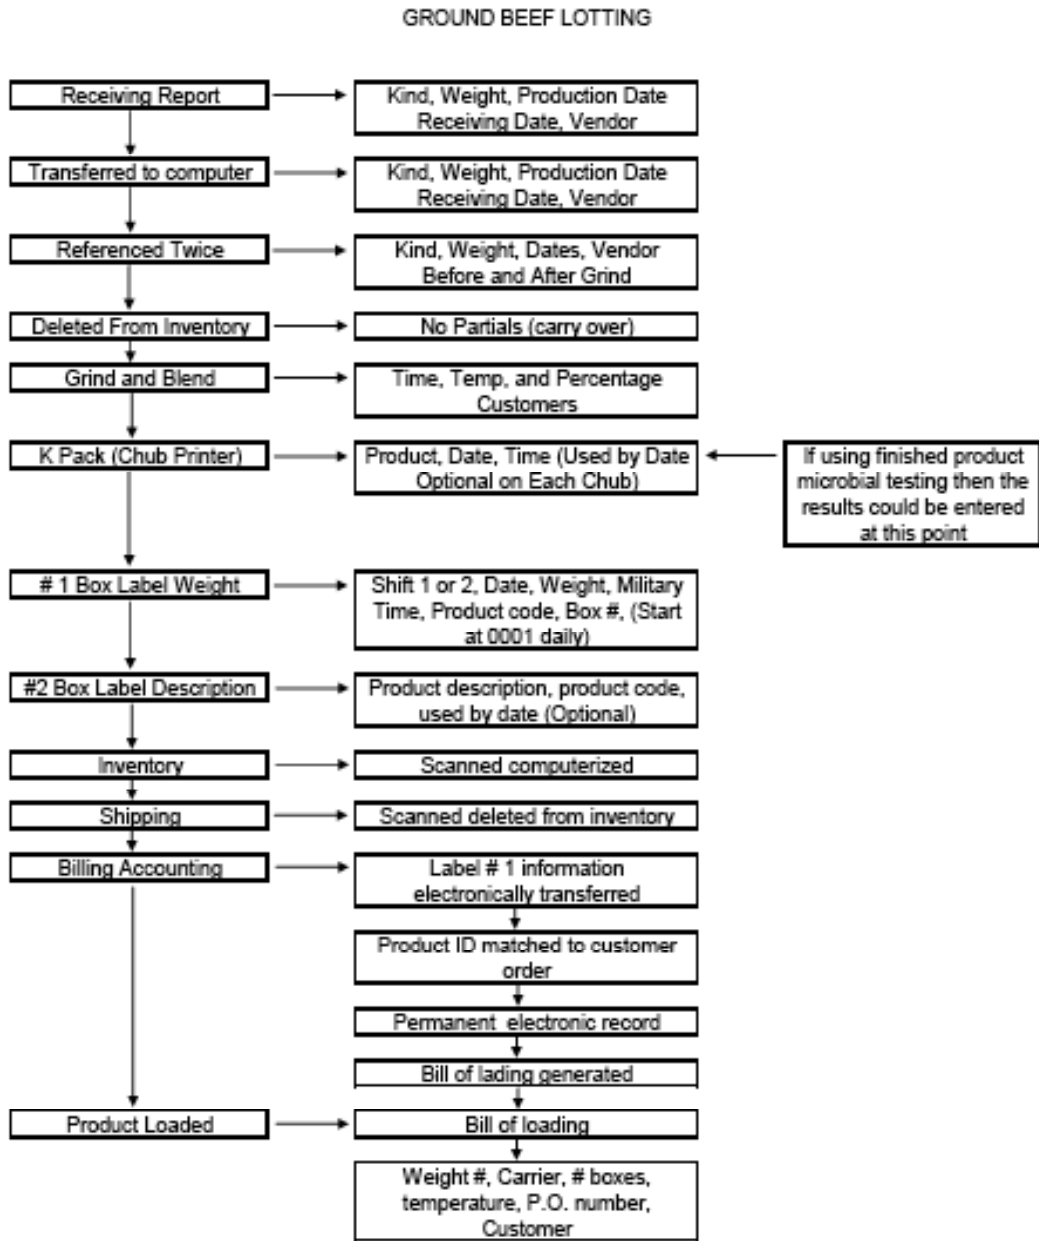 GROUND BEEF LOTTING
Receiving Report
Kind, Weight, Production Date
Receiving Date, Vendor
Transferred to computer
Kind, Weight, Production Date
Receiving Date, Vendor
Referenced Twice
Kind, Weight, Dates, Vendor
Before and After Grind
Deleted From Inventory
No Partials (carry over)
Grind and Blend
Time, Temp, and Percentage
Customers
K Pack (Chub Printer)
Product, Date, Time (Used by Date
Optional on Each Chub)
If using finished product
microbial testing then the
results could be entered
at this point
# 1 Box Label Weight
Shift 1 or 2, Date, Weight, Military
Time, Product code, Box #, (Start
at 0001 daily)
#2 Box Label Description
Product description, product code,
used by date (Optional)
Inventory
Scanned computerized
Shipping
Scanned deleted from inventory
Billing Accounting
Label # 1 information
electronically transferred
Product ID matched to customer
order
Permanent electronic record
Bill of lading generated
Product Loaded
Bill of loading
Weight #, Carrier, # boxes,
temperature, P.O. number,
Customer